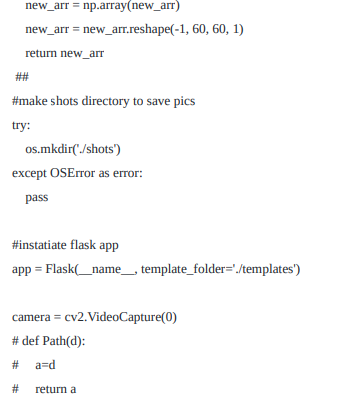 new_arr = np.array(new_arr)
new_arr = new_arr.reshape(-1, 60, 60, 1)
return new_arr
##
#make shots directory to save pics
try:
os.mkdir('./shots')
except OSError as error:
pass
#instatiate flask app
app = Flask(__name__, template_folder='./templates')
camera = cv2.VideoCapture(0)
# def Path(d):
# a=d
# return a